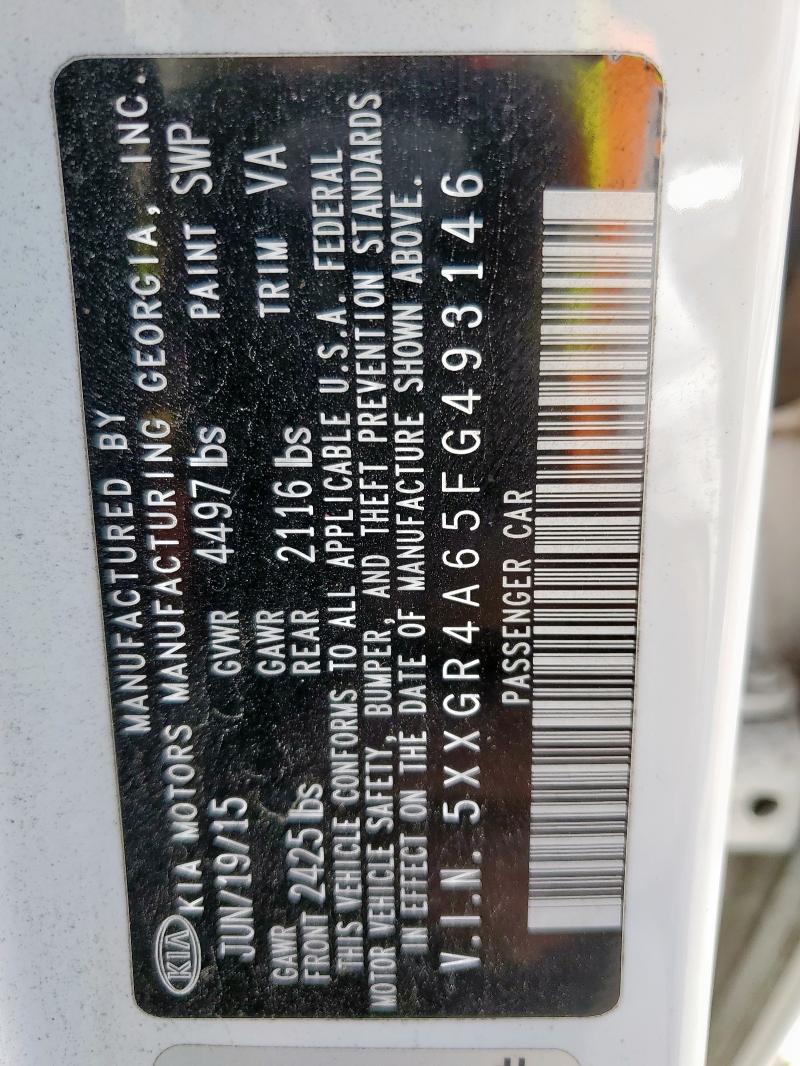 MANUFACTURED BY
KIA KIA MOTORS MANUFACTURING GEORGIA, INC.
JUN/19/15 GVWR 4497 lbs PAINT SWP
GAWR FRONT 2425 lbs GAWR REAR 2116 lbs TRIM VA
THIS VEHICLE CONFORMS TO ALL APPLICABLE U.S.A. FEDERAL
MOTOR VEHICLE SAFETY, BUMPER, AND THEFT PREVENTION STANDARDS
IN EFFECT ON THE DATE OF MANUFACTURE SHOWN ABOVE.
V.I.N. 5XXGR4A65FG493146
PASSENGER CAR